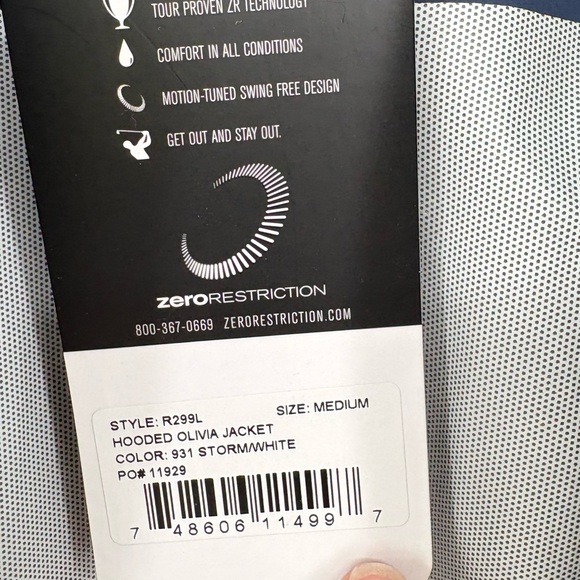 TOUR PROVEN ZR TECHNOLOGY
COMFORT IN ALL CONDITIONS
MOTION-TUNED SWING FREE DESIGN
GET OUT AND STAY OUT.
zeroRESTRICTION
800-367-0669 ZERORESTRICTION.COM
STYLE: R299L SIZE: MEDIUM
HOODED OLIVIA JACKET
COLOR: 931 STORM/WHITE
PO# 11929
7 48606 11499 7